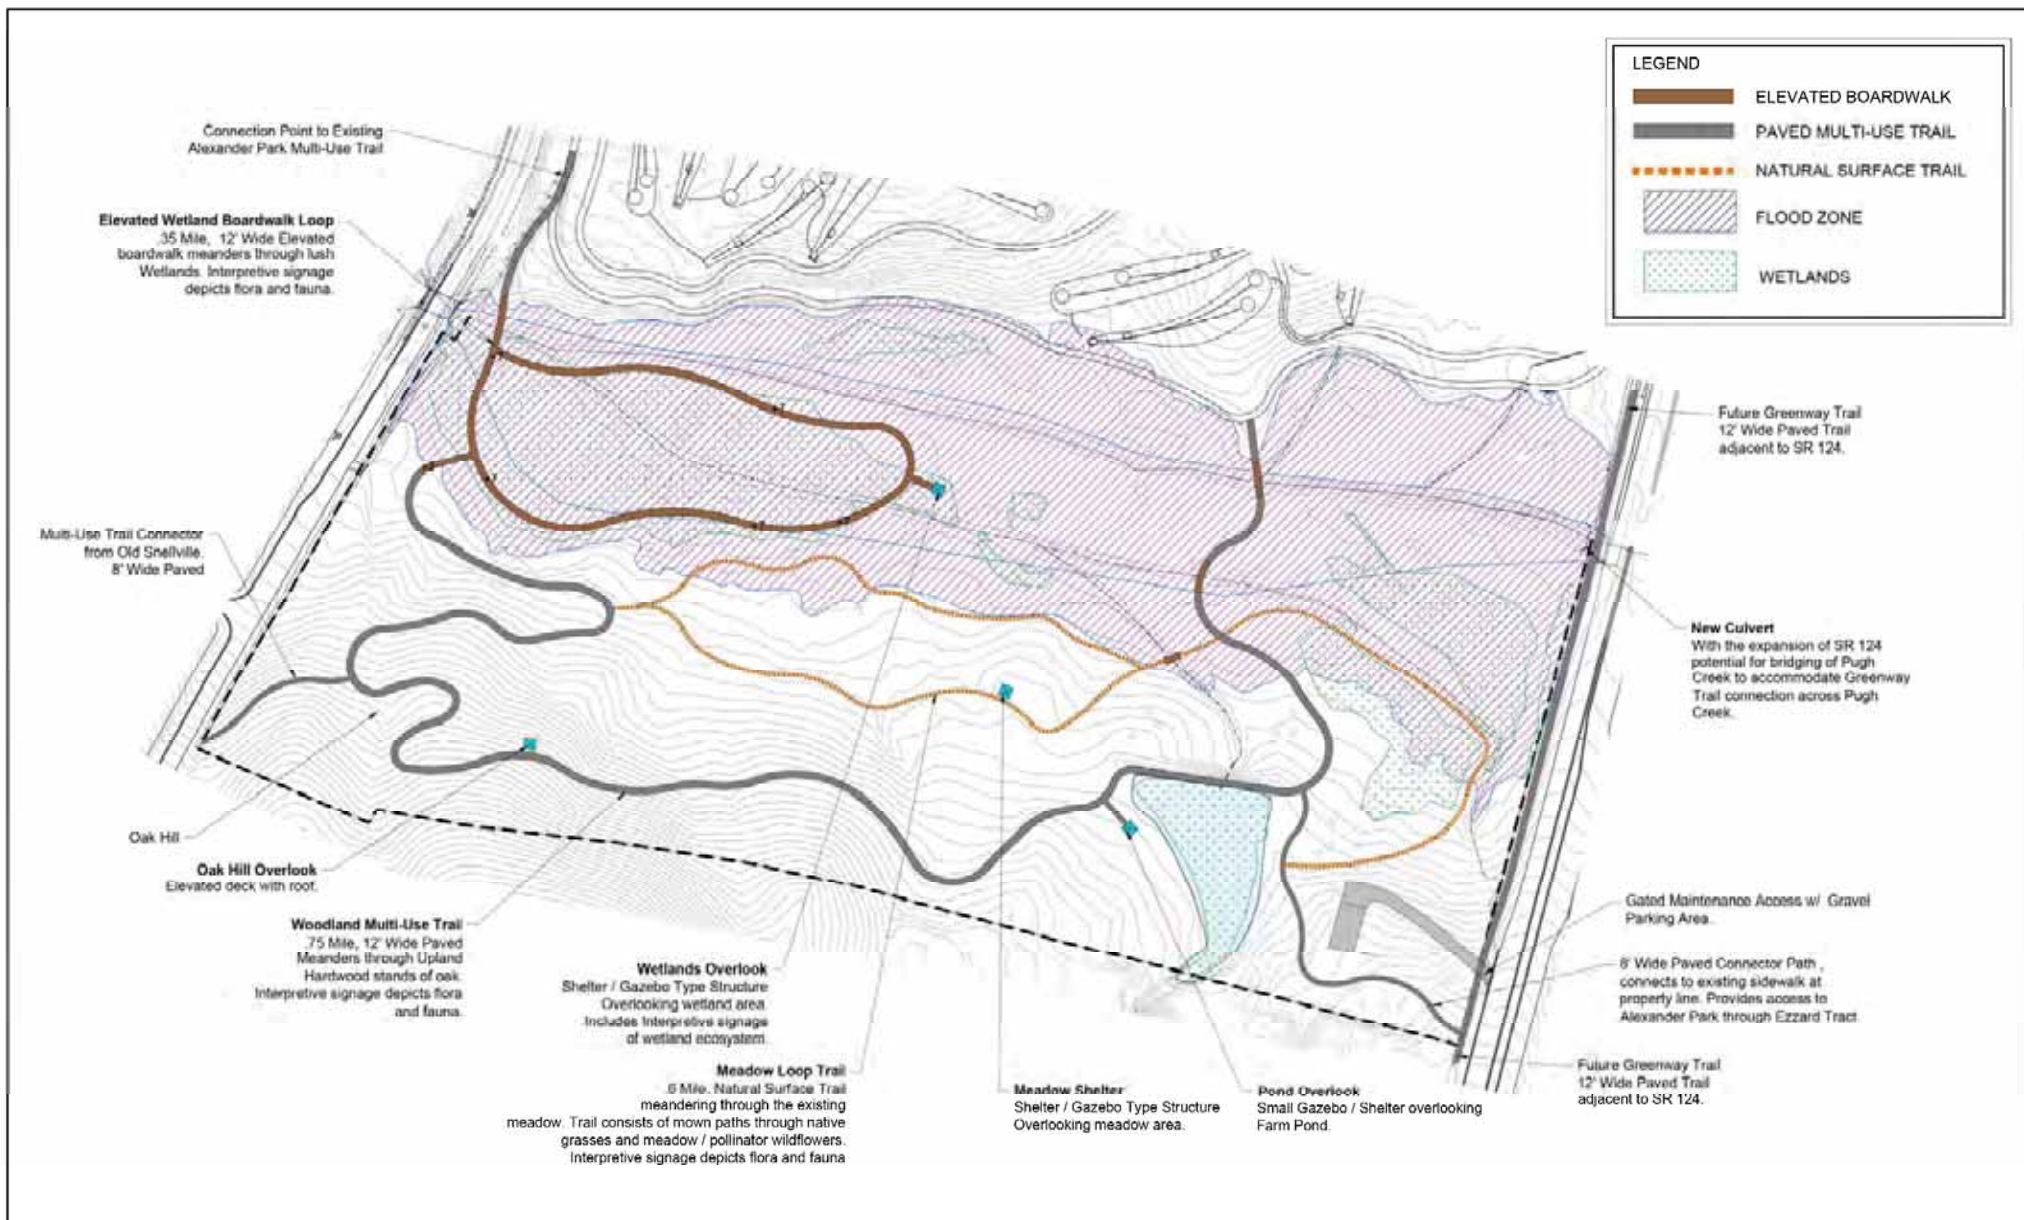 LEGEND
ELEVATED BOARDWALK
PAVED MULTI-USE TRAIL
NATURAL SURFACE TRAIL
FLOOD ZONE
WETLANDS
Connection Point to Existing
Alexander Park Multi-Use Trail
Elevated Wetland Boardwalk Loop
.35 Mile, 12' Wide Elevated
boardwalk meanders through lush
Wetlands. Interpretive signage
depicts flora and fauna.
Multi-Use Trail Connector
from Old Snellville.
8' Wide Paved
Oak Hill
Oak Hill Overlook
Elevated deck with roof.
Woodland Multi-Use Trail
.75 Mile, 12' Wide Paved
Meanders through Upland
Hardwood stands of oak.
Interpretive signage depicts flora
and fauna.
Wetlands Overlook
Shelter / Gazebo Type Structure
Overlooking wetland area.
Includes Interpretive signage
of wetland ecosystem.
Meadow Loop Trail
.6 Mile, Natural Surface Trail
meandering through the existing
meadow. Trail consists of mown paths through native
grasses and meadow / pollinator wildflowers.
Interpretive signage depicts flora and fauna
Meadow Shelter
Shelter / Gazebo Type Structure
Overlooking meadow area.
Pond Overlook
Small Gazebo / Shelter overlooking
Farm Pond.
Future Greenway Trail
12' Wide Paved Trail
adjacent to SR 124.
New Culvert
With the expansion of SR 124
potential for bridging of Pugh
Creek to accommodate Greenway
Trail connection across Pugh
Creek.
Gated Maintenance Access w/ Gravel
Parking Area.
8' Wide Paved Connector Path ,
connects to existing sidewalk at
property line. Provides access to
Alexander Park through Ezzard Tract
Future Greenway Trail
12' Wide Paved Trail
adjacent to SR 124.